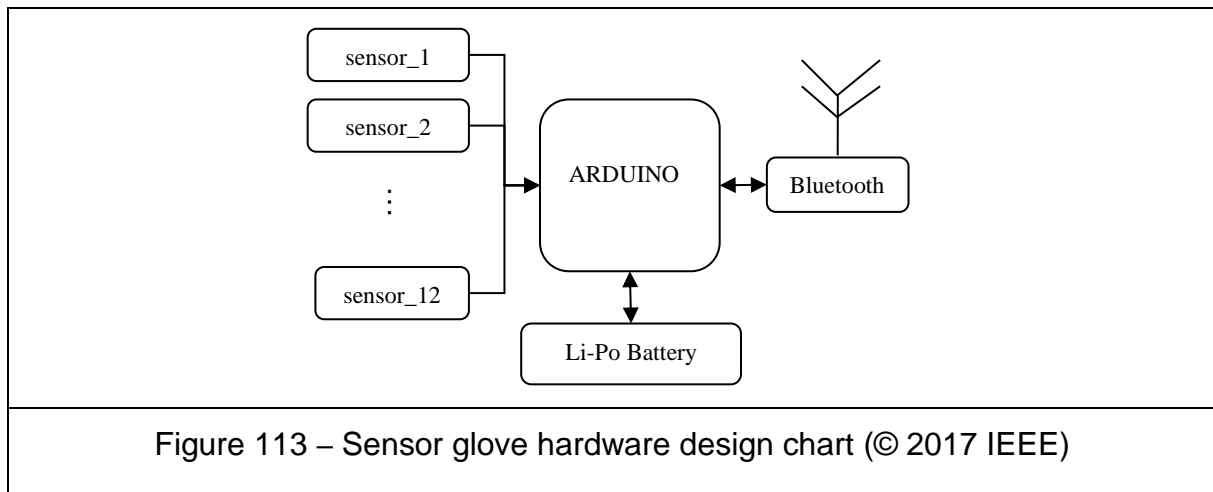 sensor_1
sensor_2
⋮
sensor_12
ARDUINO
Bluetooth
Li-Po Battery
Figure 113 – Sensor glove hardware design chart (© 2017 IEEE)